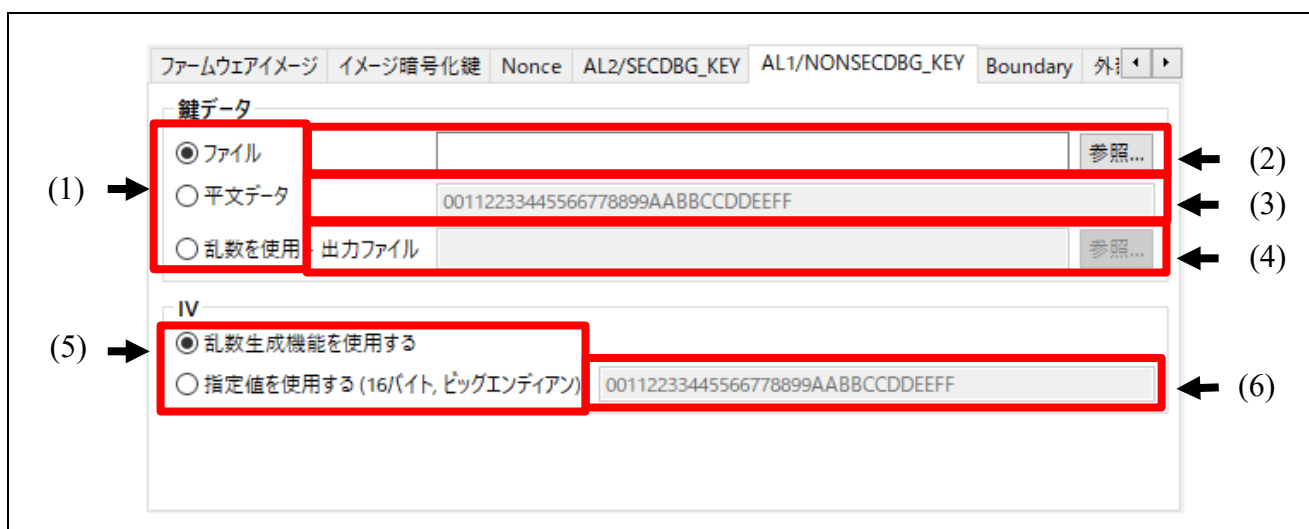 ファームウェアイメージ イメージ暗号化鍵 Nonce AL2/SECDBG_KEY AL1/NONSECDBG_KEY Boundary 外
鍵データ
(1)
ファイル 参照... (2)
平文データ 00112233445566778899AABBCCDDEEFF (3)
乱数を使用 - 出力ファイル 参照... (4)
IV
(5)
乱数生成機能を使用する
指定値を使用する (16バイト, ビッグエンディアン) 00112233445566778899AABBCCDDEEFF (6)